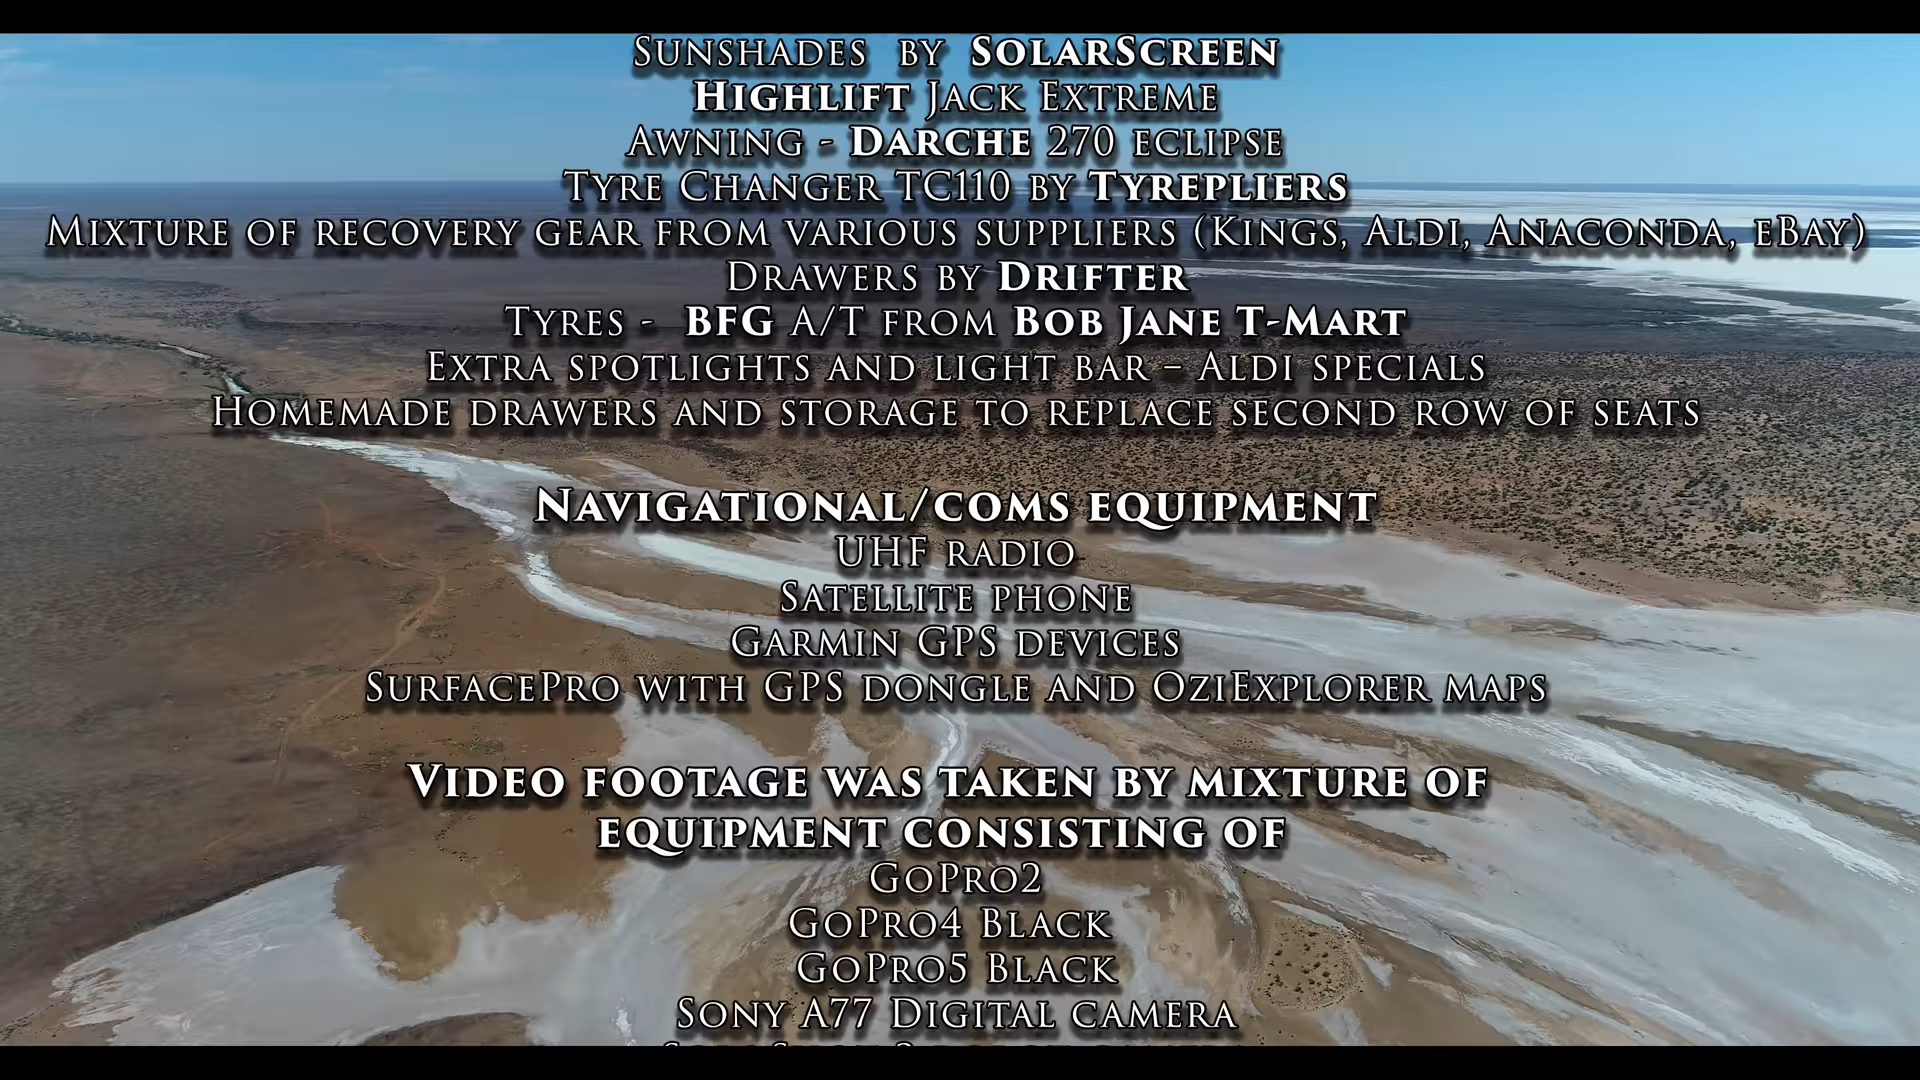 Sunshades by SolarScreen
Highlift Jack Extreme
Awning - Darche 270 eclipse
Tyre Changer TC110 by Tyrepliers
Mixture of recovery gear from various suppliers (Kings, Aldi, Anaconda, eBay)
Drawers by Drifter
Tyres - BFG A/T from Bob Jane T-Mart
Extra spotlights and light bar – Aldi specials
Homemade drawers and storage to replace second row of seats
Navigational/coms equipment
UHF radio
Satellite phone
Garmin GPS devices
SurfacePro with GPS dongle and OziExplorer maps
Video footage was taken by mixture of
equipment consisting of
GoPro2
GoPro4 Black
GoPro5 Black
Sony A77 Digital camera